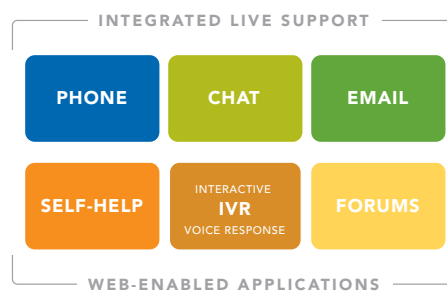 INTEGRATED LIVE SUPPORT
PHONE
CHAT
EMAIL
SELF-HELP
INTERACTIVE
IVR
VOICE RESPONSE
FORUMS
WEB-ENABLED APPLICATIONS